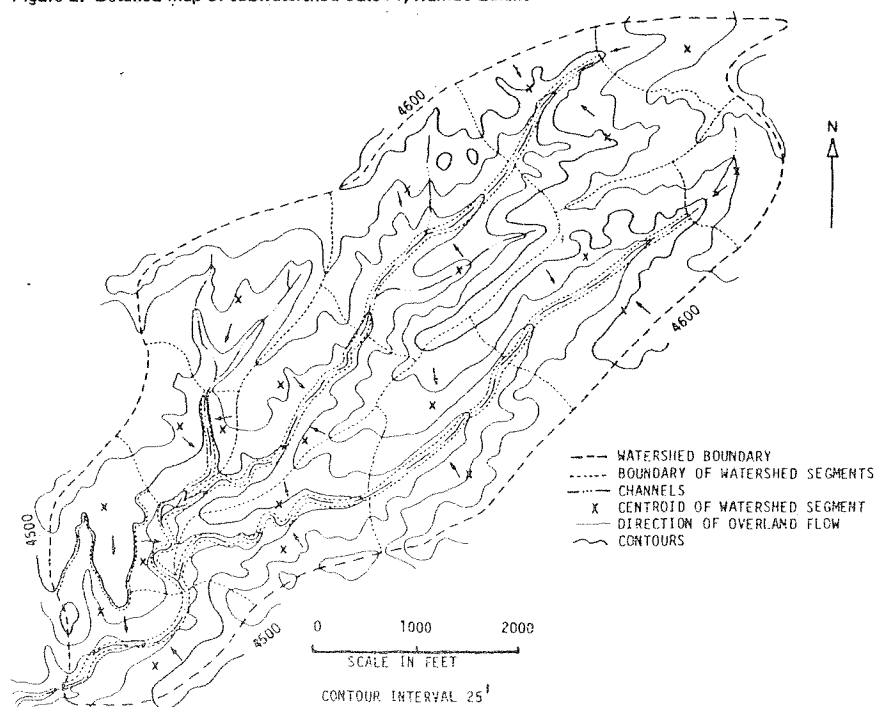 4600
N
4600
4500
4500
WATERSHED BOUNDARY
BOUNDARY OF WATERSHED SEGMENTS
CHANNELS
X CENTROID OF WATERSHED SEGMENT
DIRECTION OF OVERLAND FLOW
CONTOURS
0 1000 2000
SCALE IN FEET
CONTOUR INTERVAL 25'